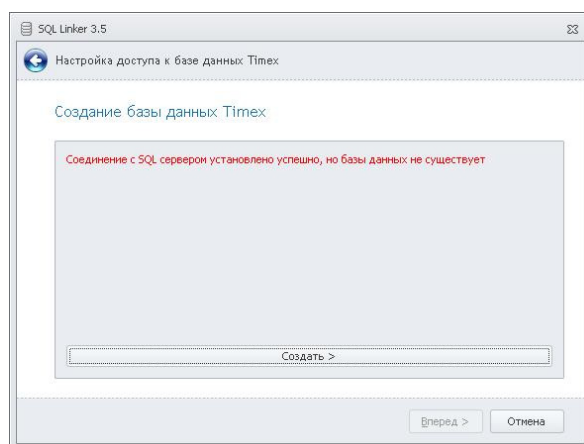 SQL Linker 3.5
Настройка доступа к базе данных Timex
Создание базы данных Timex
Соединение с SQL сервером установлено успешно, но базы данных не существует
Создать >
Вперед >
Отмена